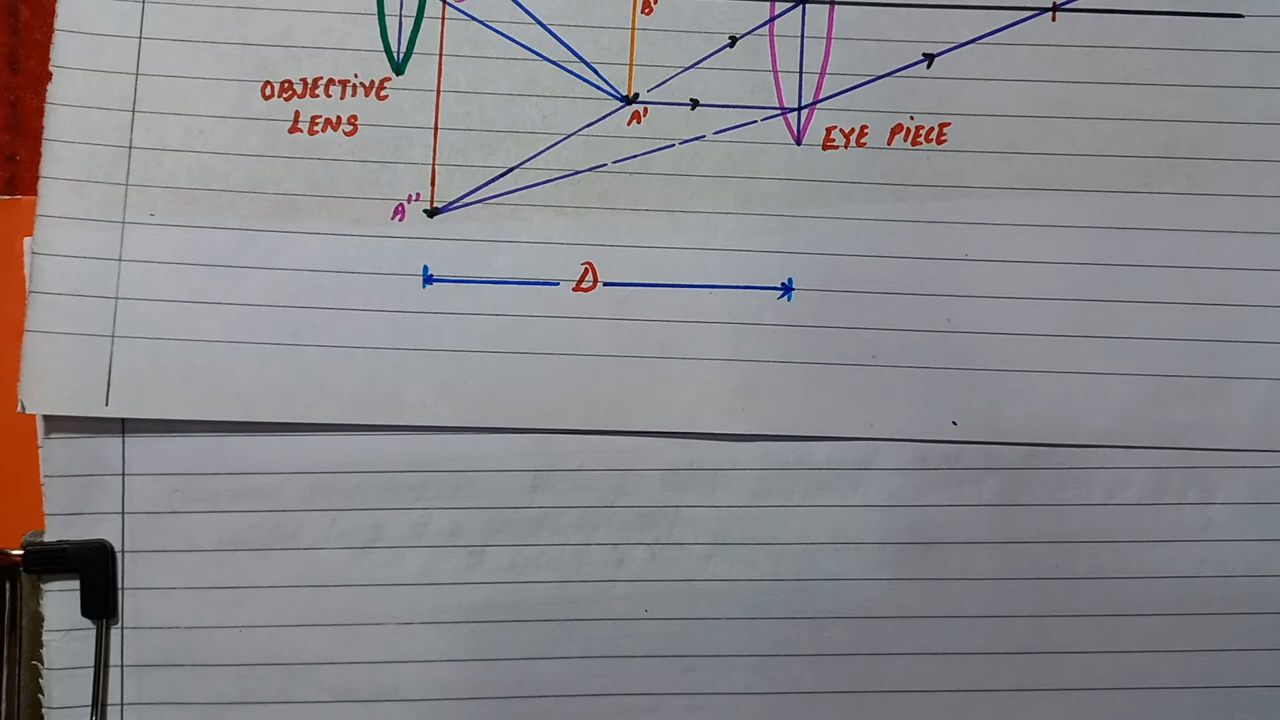 B'
OBJECTIVE
LENS
A'
EYE PIECE
A''
D